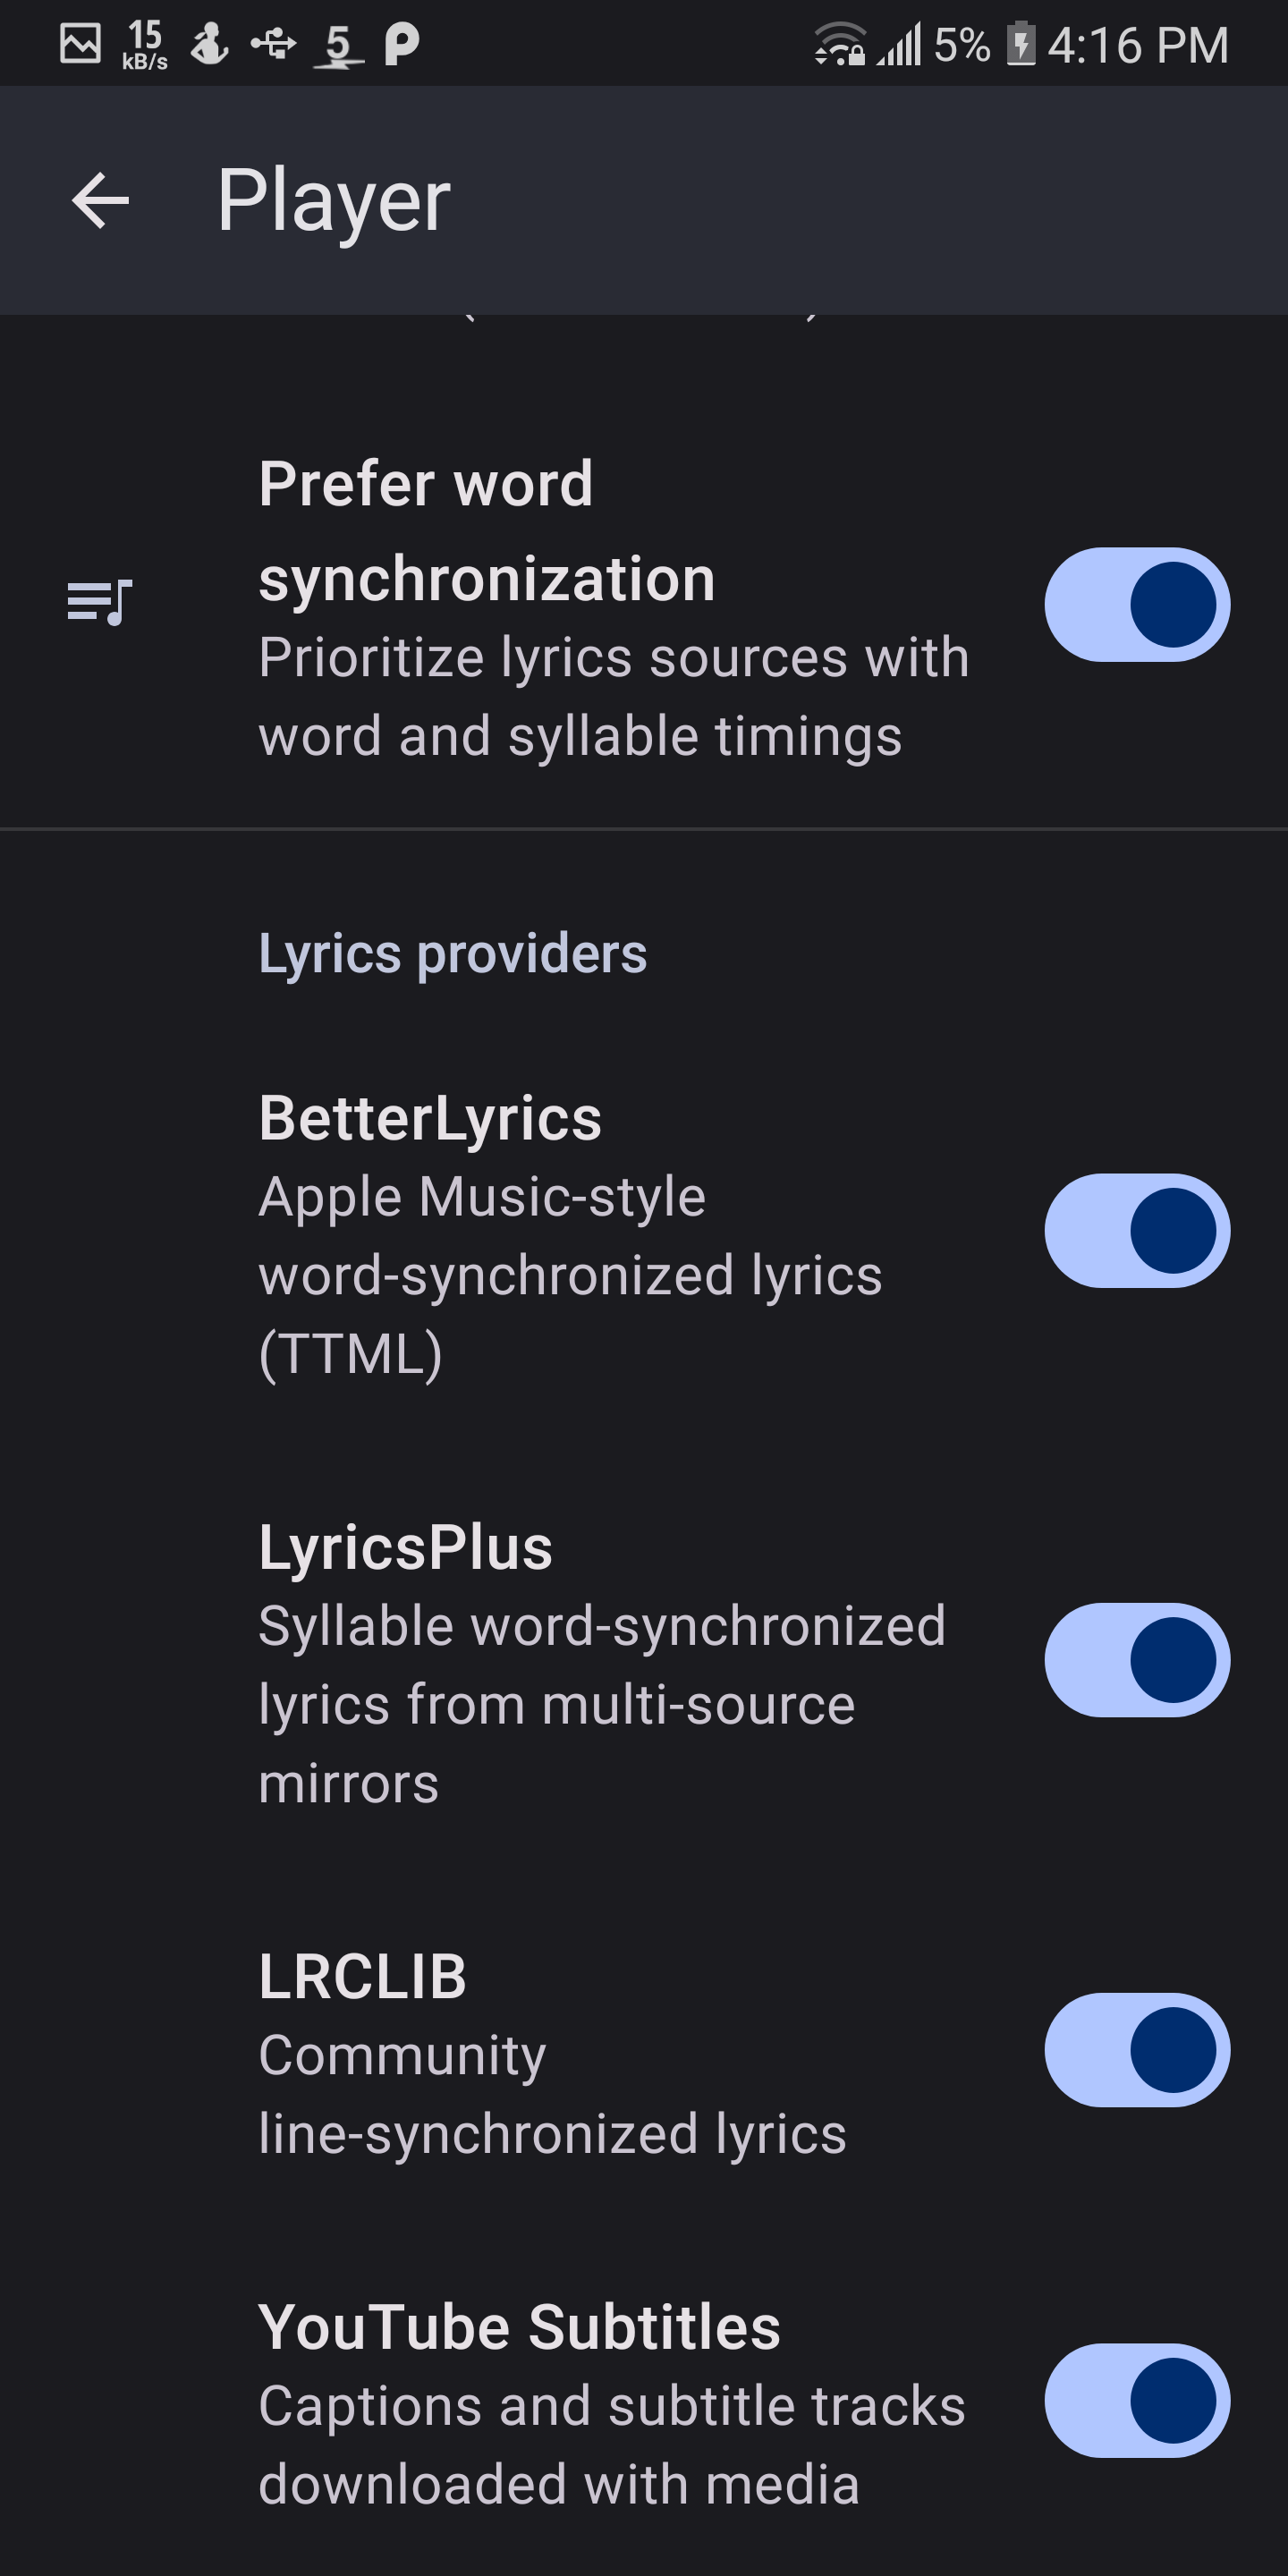 15
kB/s
5
5%
4:16 PM
Player
Prefer word
synchronization
Prioritize lyrics sources with
word and syllable timings
Lyrics providers
BetterLyrics
Apple Music-style
word-synchronized lyrics
(TTML)
LyricsPlus
Syllable word-synchronized
lyrics from multi-source
mirrors
LRCLIB
Community
line-synchronized lyrics
YouTube Subtitles
Captions and subtitle tracks
downloaded with media